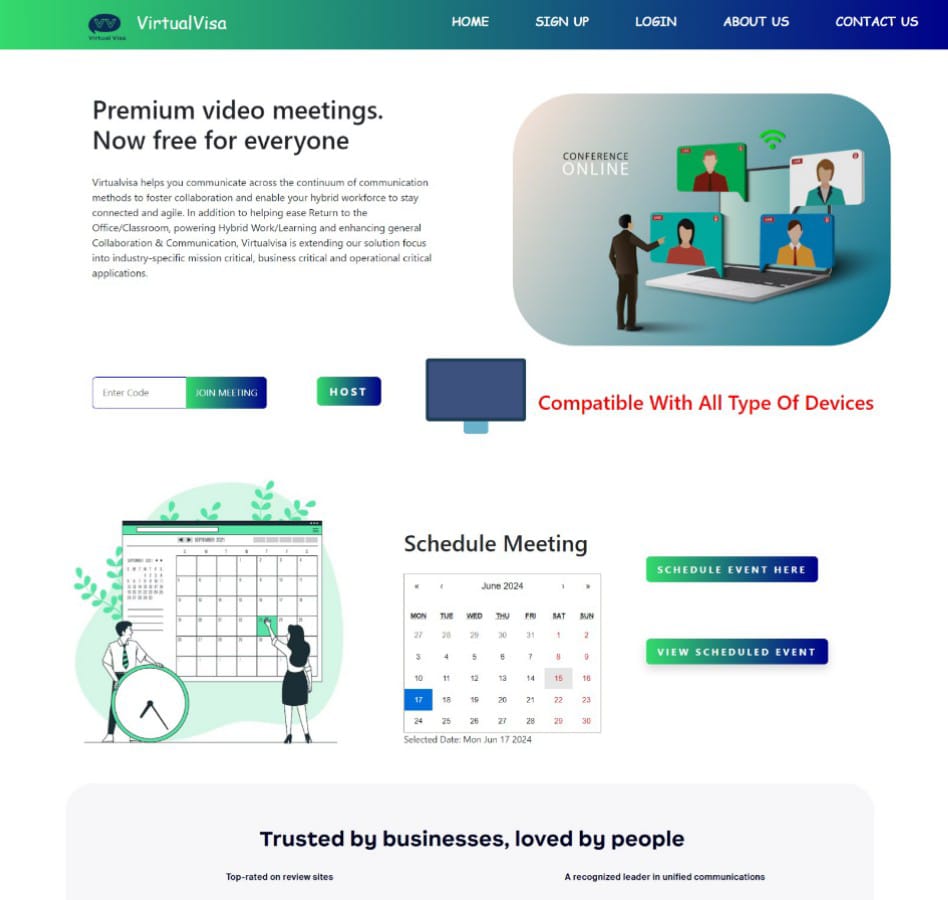 VirtualVisa
Virtual Visa
HOME SIGN UP LOGIN ABOUT US CONTACT US
Premium video meetings.
Now free for everyone
Virtualvisa helps you communicate across the continuum of communication
methods to foster collaboration and enable your hybrid workforce to stay
connected and agile. In addition to helping ease Return to the
Office/Classroom, powering Hybrid Work/Learning and enhancing general
Collaboration & Communication, Virtualvisa is extending our solution focus
into industry-specific mission critical, business critical and operational critical
applications.
CONFERENCE
ONLINE
Enter Code
JOIN MEETING
HOST
Compatible With All Type Of Devices
SEPTEMBER 2021
Schedule Meeting
« ‹ June 2024 › »
MON TUE WED THU FRI SAT SUN
27 28 29 30 31 1 2
3 4 5 6 7 8 9
10 11 12 13 14 15 16
17 18 19 20 21 22 23
24 25 26 27 28 29 30
Selected Date: Mon Jun 17 2024
SCHEDULE EVENT HERE
VIEW SCHEDULED EVENT
Trusted by businesses, loved by people
Top-rated on review sites
A recognized leader in unified communications